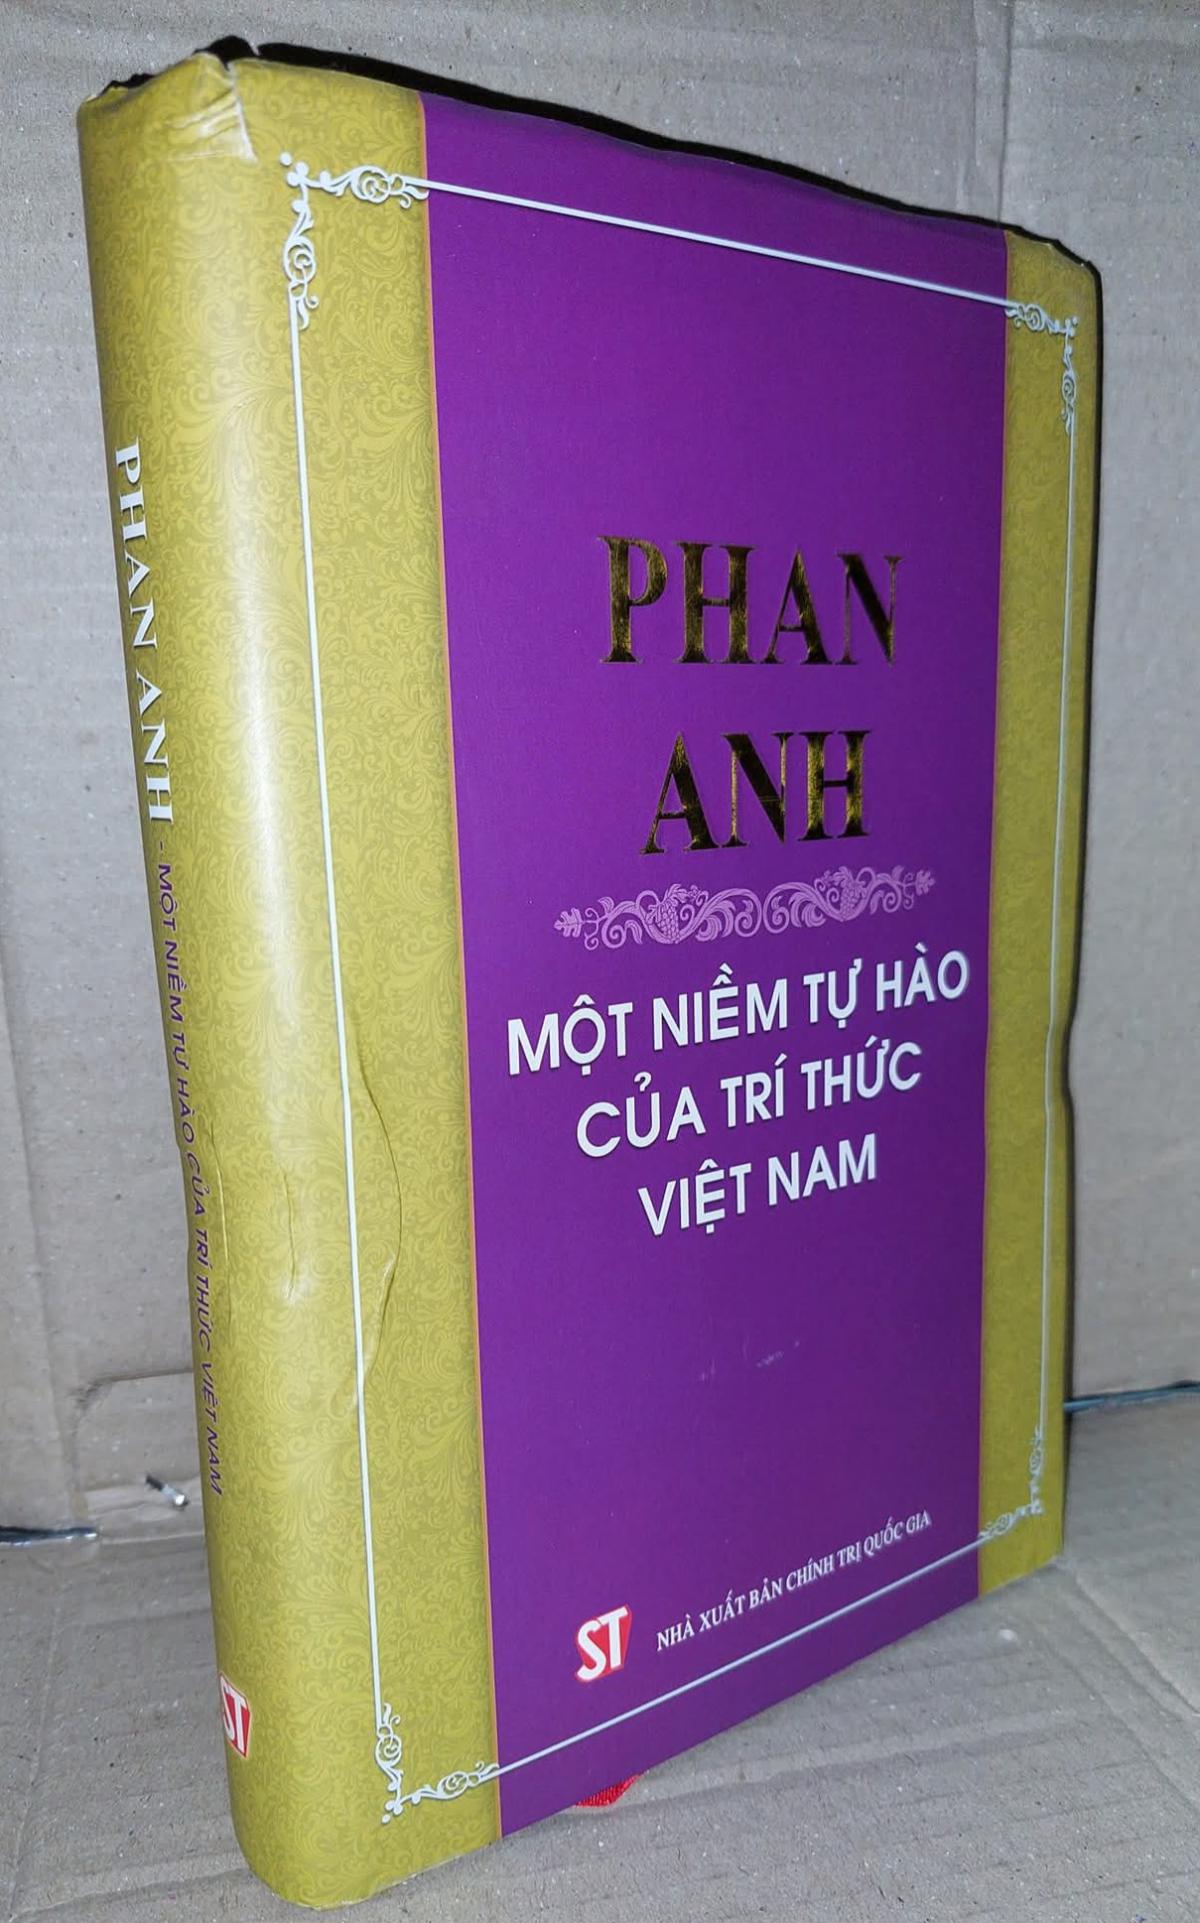 PHAN ANH - MỘT NIỀM TỰ HÀO CỦA TRÍ THỨC VIỆT NAM
ST
PHAN
ANH
MỘT NIỀM TỰ HÀO
CỦA TRÍ THỨC
VIỆT NAM
ST NHÀ XUẤT BẢN CHÍNH TRỊ QUỐC GIA